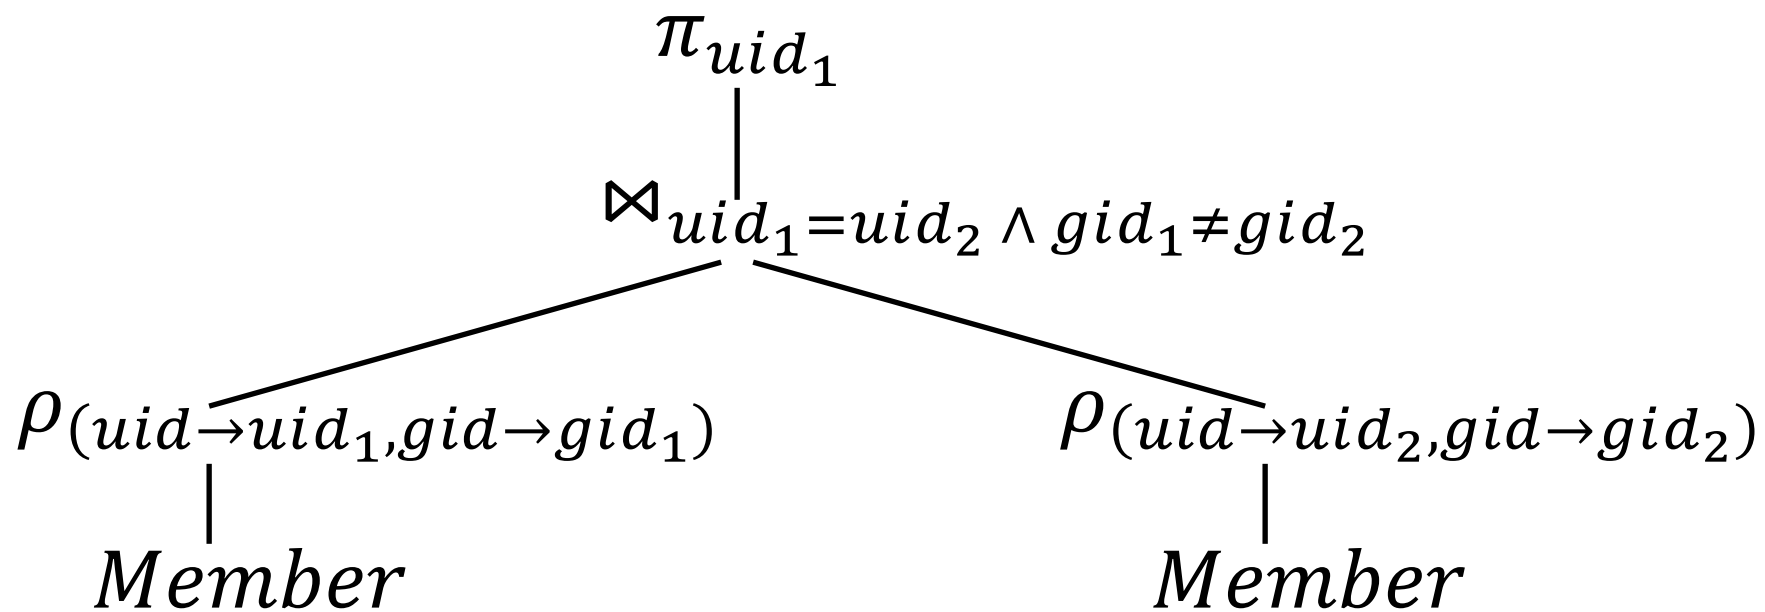 π_{uid_1}
⋈_{uid_1=uid_2 ∧ gid_1≠gid_2}
ρ_{(uid→uid_1,gid→gid_1)} ρ_{(uid→uid_2,gid→gid_2)}
Member Member